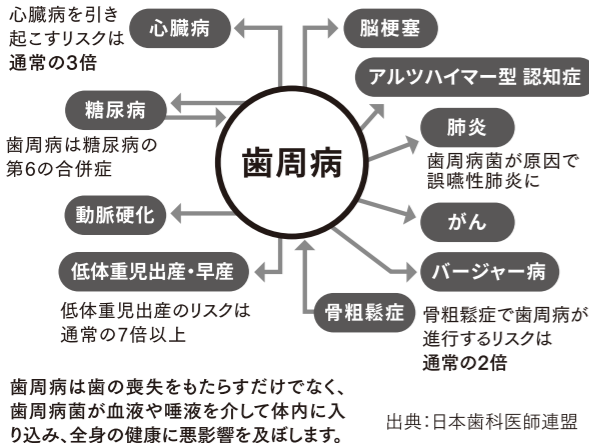 心臓病を引き
起こすリスクは
通常の3倍
心臓病
脳梗塞
アルツハイマー型 認知症
糖尿病
歯周病は糖尿病の
第6の合併症
歯周病
肺炎
歯周病菌が原因で
誤嚥性肺炎に
動脈硬化
がん
低体重児出産・早産
低体重児出産のリスクは
通常の7倍以上
バージャー病
骨粗鬆症
骨粗鬆症で歯周病が
進行するリスクは
通常の2倍
歯周病は歯の喪失をもたらすだけでなく、
歯周病菌が血液や唾液を介して体内に入
り込み、全身の健康に悪影響を及ぼします。
出典：日本歯科医師連盟